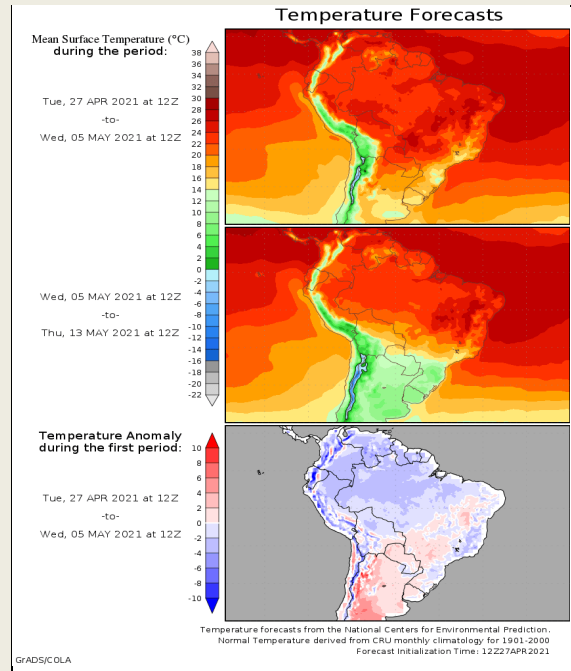 Temperature Forecasts
Mean Surface Temperature (°C)
during the period:
Tue, 27 APR 2021 at 12Z
-to-
Wed, 05 MAY 2021 at 12Z
38
36
34
32
30
28
26
24
22
20
18
16
14
12
10
8
6
4
2
0
-2
-4
-6
-8
-10
-12
-14
-16
-18
-20
-22
Wed, 05 MAY 2021 at 12Z
-to-
Thu, 13 MAY 2021 at 12Z
Temperature Anomaly
during the first period:
Tue, 27 APR 2021 at 12Z
-to-
Wed, 05 MAY 2021 at 12Z
10
8
6
4
2
0
-2
-4
-6
-8
-10
Temperature forecasts from the National Centers for Environmental Prediction.
Normal Temperature derived from CRU monthly climatology for 1901-2000
Forecast Initialization Time: 12Z27APR2021
GrADS/COLA